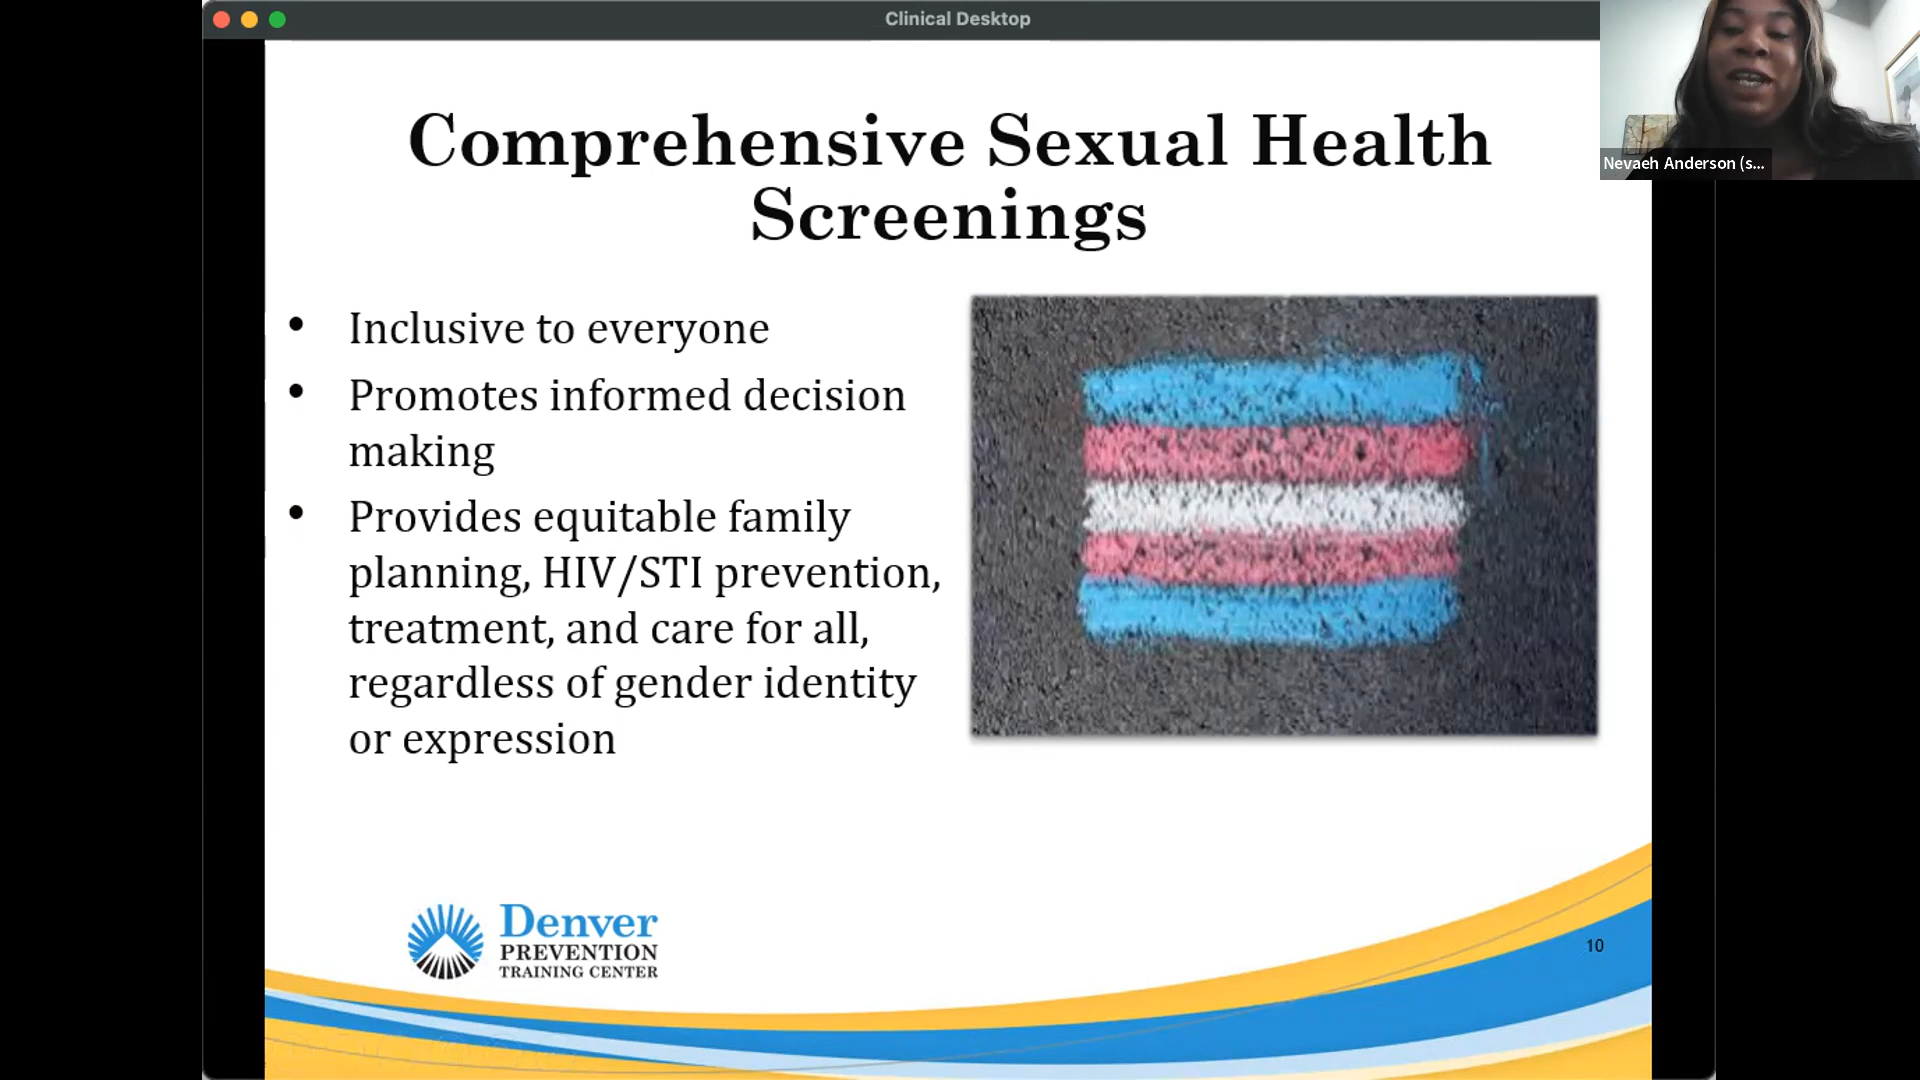 Clinical Desktop
Nevaeh Anderson (s...
Comprehensive Sexual Health
Screenings
• Inclusive to everyone
• Promotes informed decision
making
• Provides equitable family
planning, HIV/STI prevention,
treatment, and care for all,
regardless of gender identity
or expression
Denver
PREVENTION
TRAINING CENTER
10